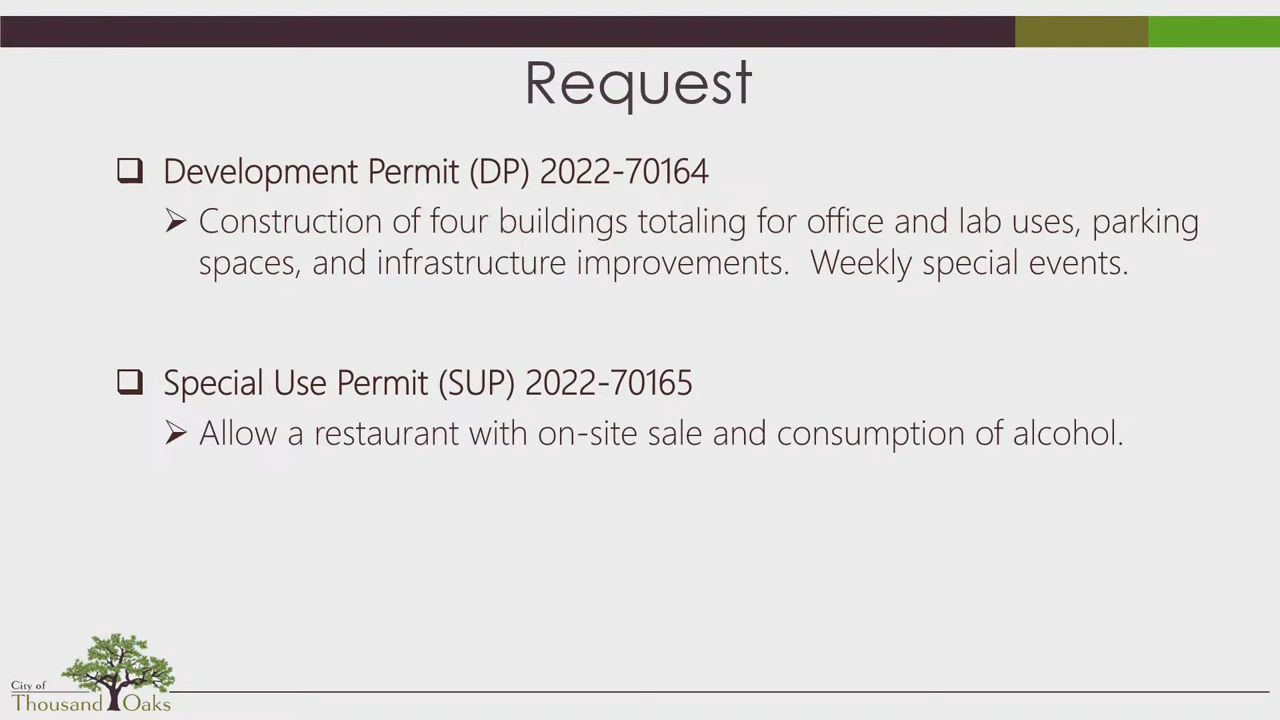 Request
Development Permit (DP) 2022-70164
Construction of four buildings totaling for office and lab uses, parking
spaces, and infrastructure improvements. Weekly special events.
Special Use Permit (SUP) 2022-70165
Allow a restaurant with on-site sale and consumption of alcohol.
City of
Thousand Oaks